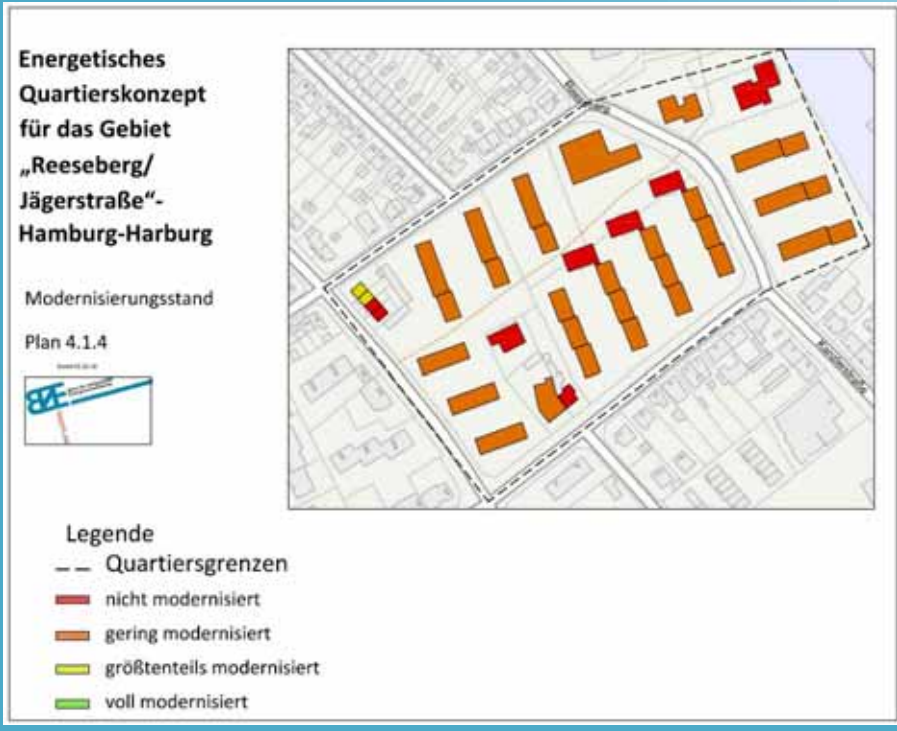 Energetisches
Quartierskonzept
für das Gebiet
„Reeseberg/
Jägerstraße“-
Hamburg-Harburg
Modernisierungsstand
Plan 4.1.4
Legende
Quartiersgrenzen
nicht modernisiert
gering modernisiert
größtenteils modernisiert
voll modernisiert